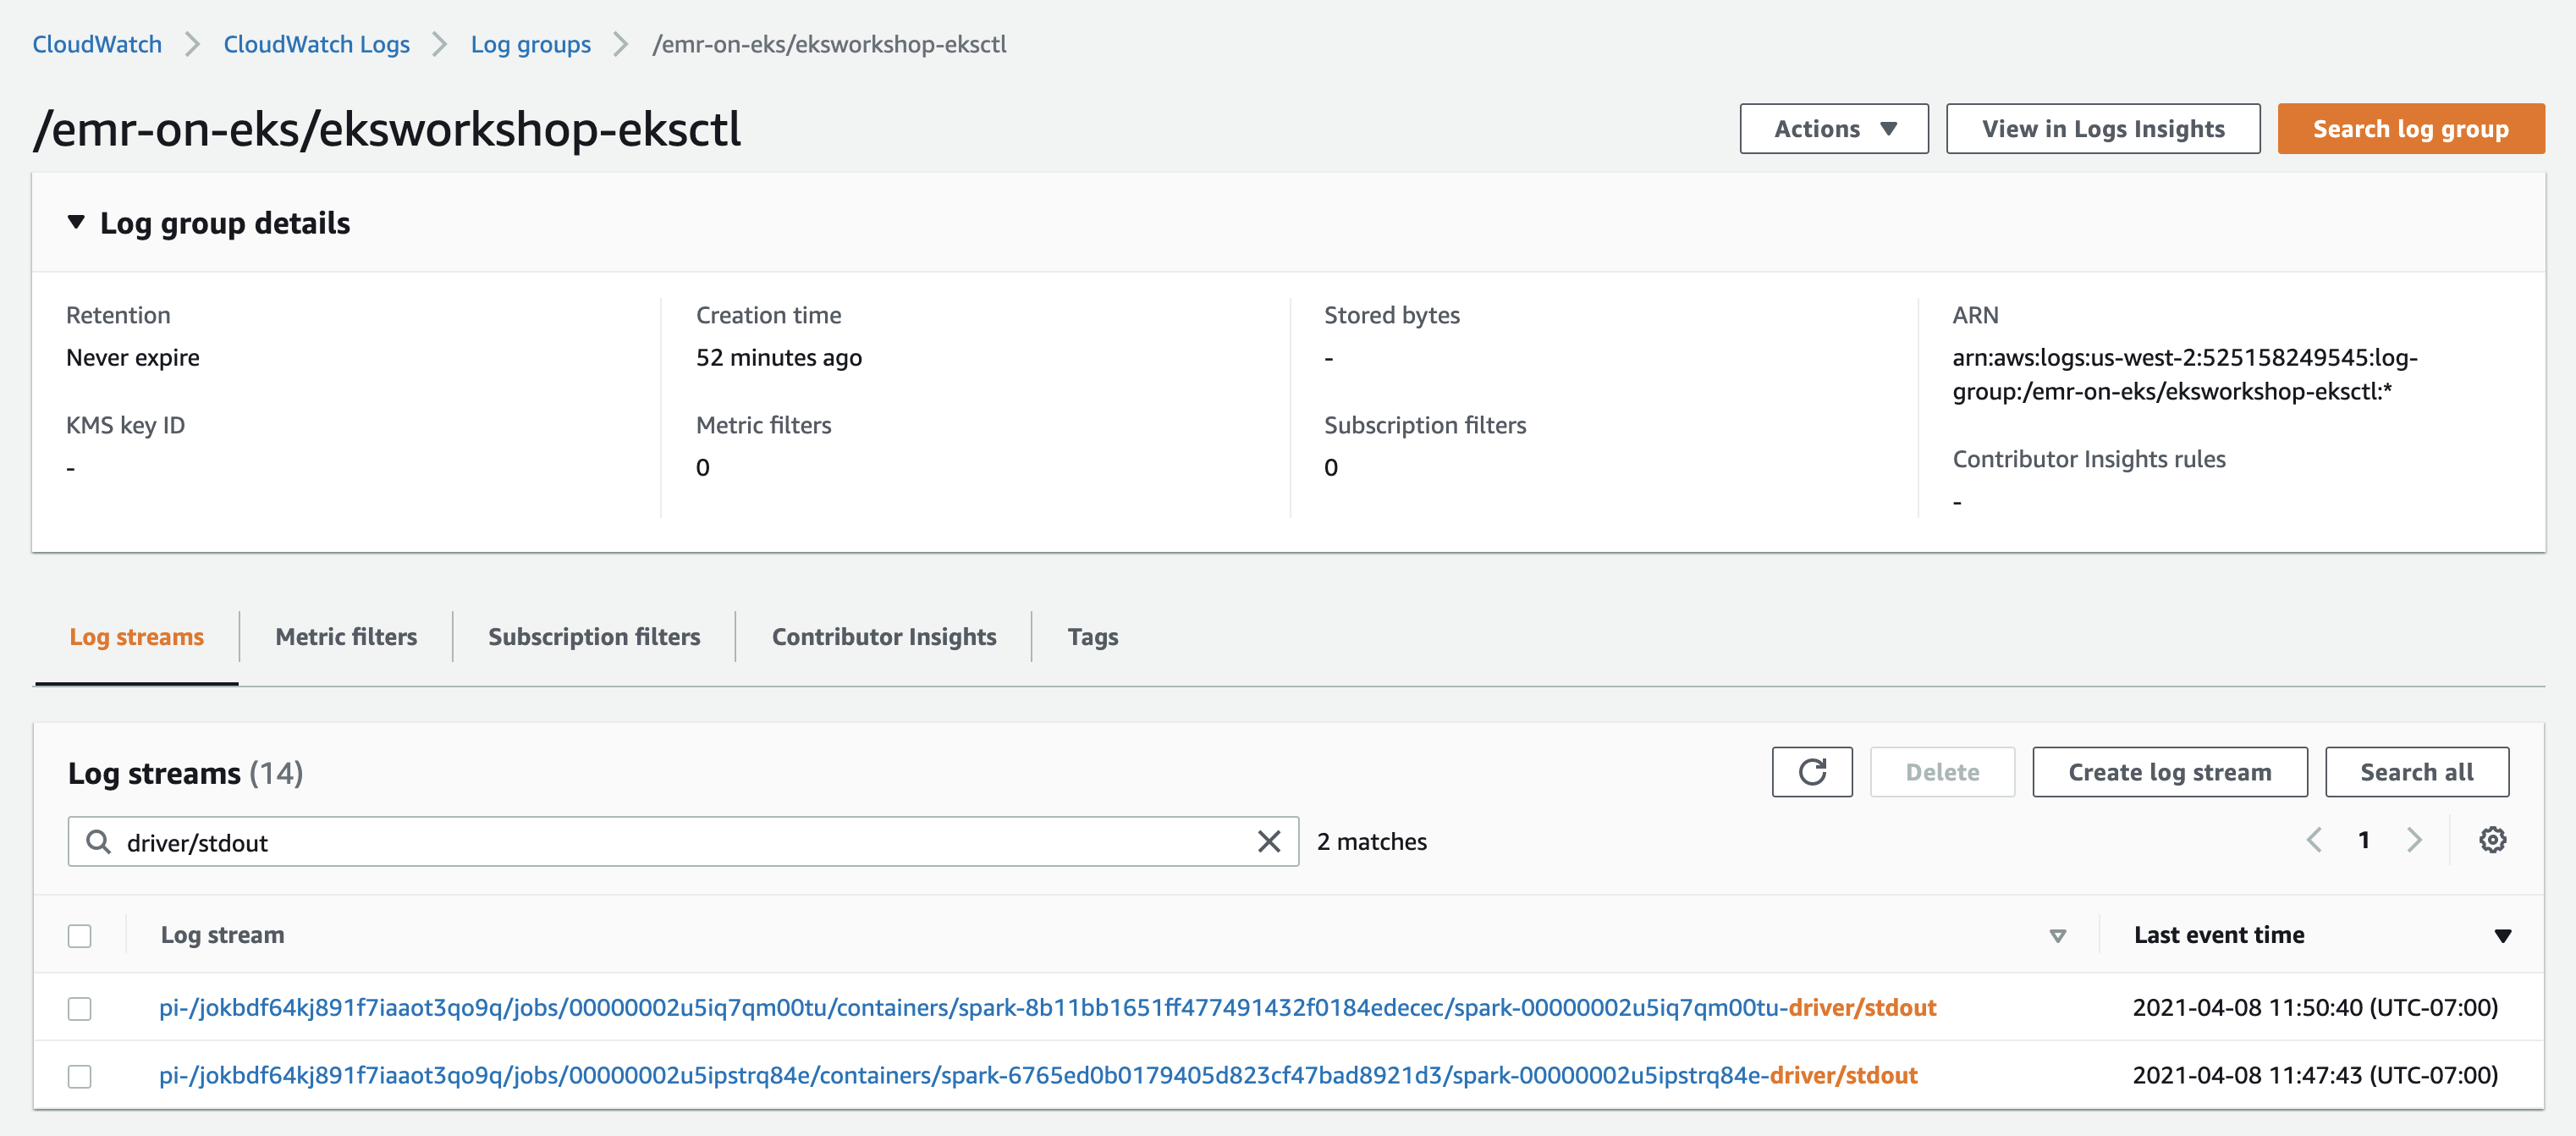 CloudWatch CloudWatch Logs Log groups /emr-on-eks/eksworkshop-eksctl
/emr-on-eks/eksworkshop-eksctl
Actions View in Logs Insights Search log group
Log group details
Retention Creation time Stored bytes ARN
Never expire 52 minutes ago - arn:aws:logs:us-west-2:525158249545:log-
group:/emr-on-eks/eksworkshop-eksctl:*
KMS key ID Metric filters Subscription filters
- 0 0
Contributor Insights rules
-
Log streams Metric filters Subscription filters Contributor Insights Tags
Log streams (14) Delete Create log stream Search all
driver/stdout 2 matches 1
Log stream Last event time
pi-/jokbdf64kj891f7iaaot3qo9q/jobs/00000002u5iq7qm00tu/containers/spark-8b11bb1651ff477491432f0184edecec/spark-00000002u5iq7qm00tu-driver/stdout 2021-04-08 11:50:40 (UTC-07:00)
pi-/jokbdf64kj891f7iaaot3qo9q/jobs/00000002u5ipstrq84e/containers/spark-6765ed0b0179405d823cf47bad8921d3/spark-00000002u5ipstrq84e-driver/stdout 2021-04-08 11:47:43 (UTC-07:00)